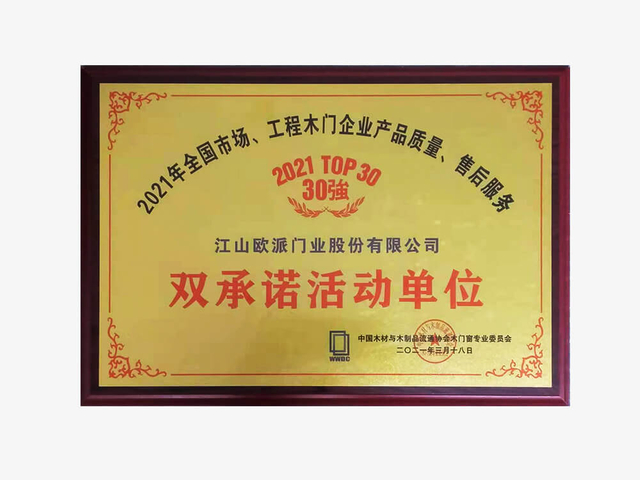 2021年全国市场、工程木门企业产品质量、售后服务
2021 TOP 30
30強
江山欧派门业股份有限公司
双承诺活动单位
WWDC
中国木材与木制品流通协会木门窗专业委员会
二〇二一年三月十八日